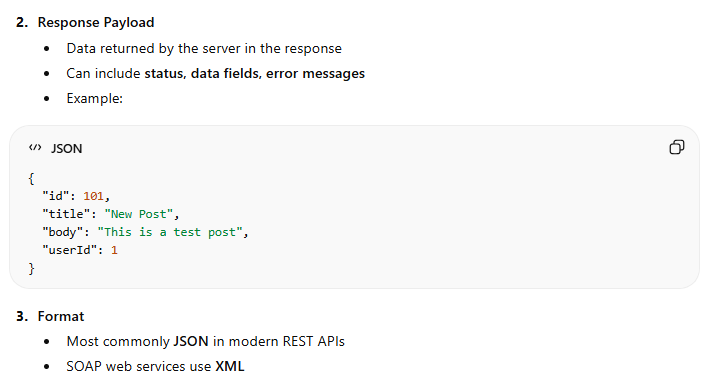 2. Response Payload
• Data returned by the server in the response
• Can include status, data fields, error messages
• Example:
</> JSON
{
  "id": 101,
  "title": "New Post",
  "body": "This is a test post",
  "userId": 1
}
3. Format
• Most commonly JSON in modern REST APIs
• SOAP web services use XML